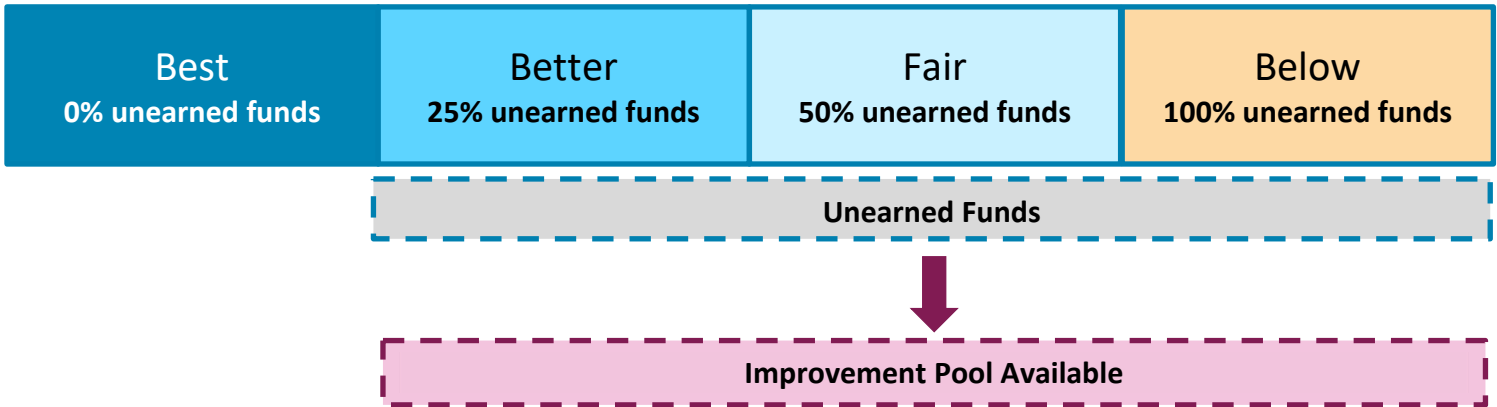 Best
0% unearned funds
Better
25% unearned funds
Fair
50% unearned funds
Below
100% unearned funds
Unearned Funds
Improvement Pool Available